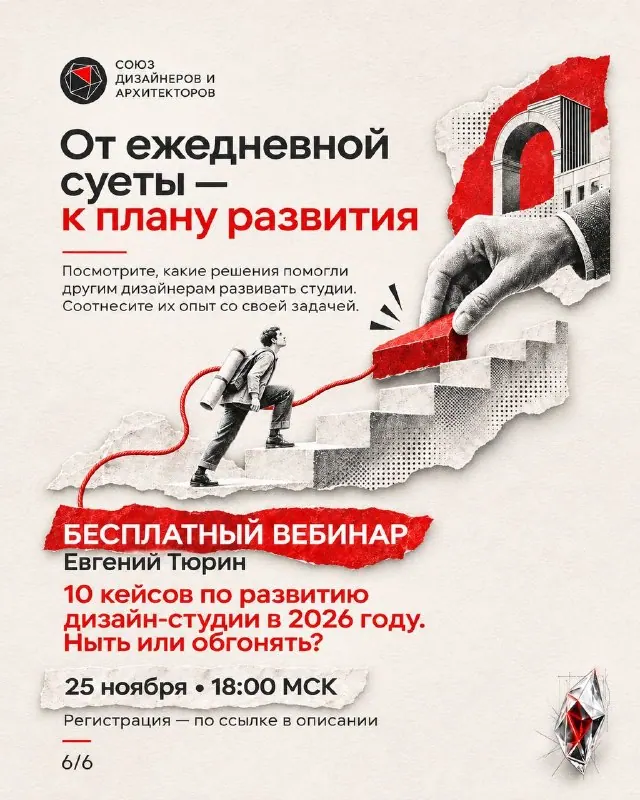 СОЮЗ
ДИЗАЙНЕРОВ И
АРХИТЕКТОРОВ
От ежедневной
суеты —
к плану развития
Посмотрите, какие решения помогли
другим дизайнерам развивать студии.
Соотнесите их опыт со своей задачей.
БЕСПЛАТНЫЙ ВЕБИНАР
Евгений Тюрин
10 кейсов по развитию
дизайн-студии в 2026 году.
Ныть или обгонять?
25 ноября • 18:00 МСК
Регистрация — по ссылке в описании
6/6